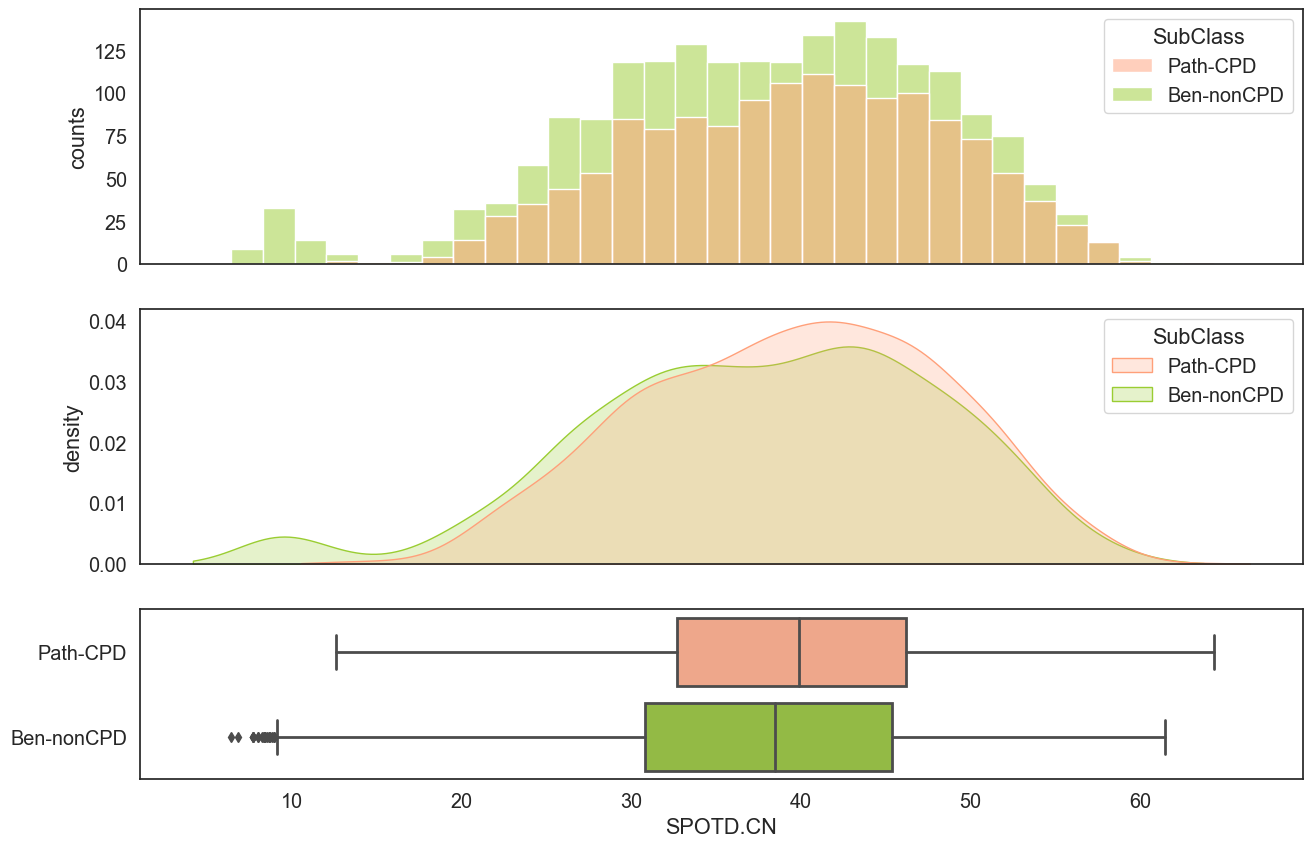 125
100
75
50
25
0
counts
SubClass
Path-CPD
Ben-nonCPD
0.04
0.03
0.02
0.01
0.00
density
SubClass
Path-CPD
Ben-nonCPD
Path-CPD
Ben-nonCPD
10 20 30 40 50 60
SPOTD.CN